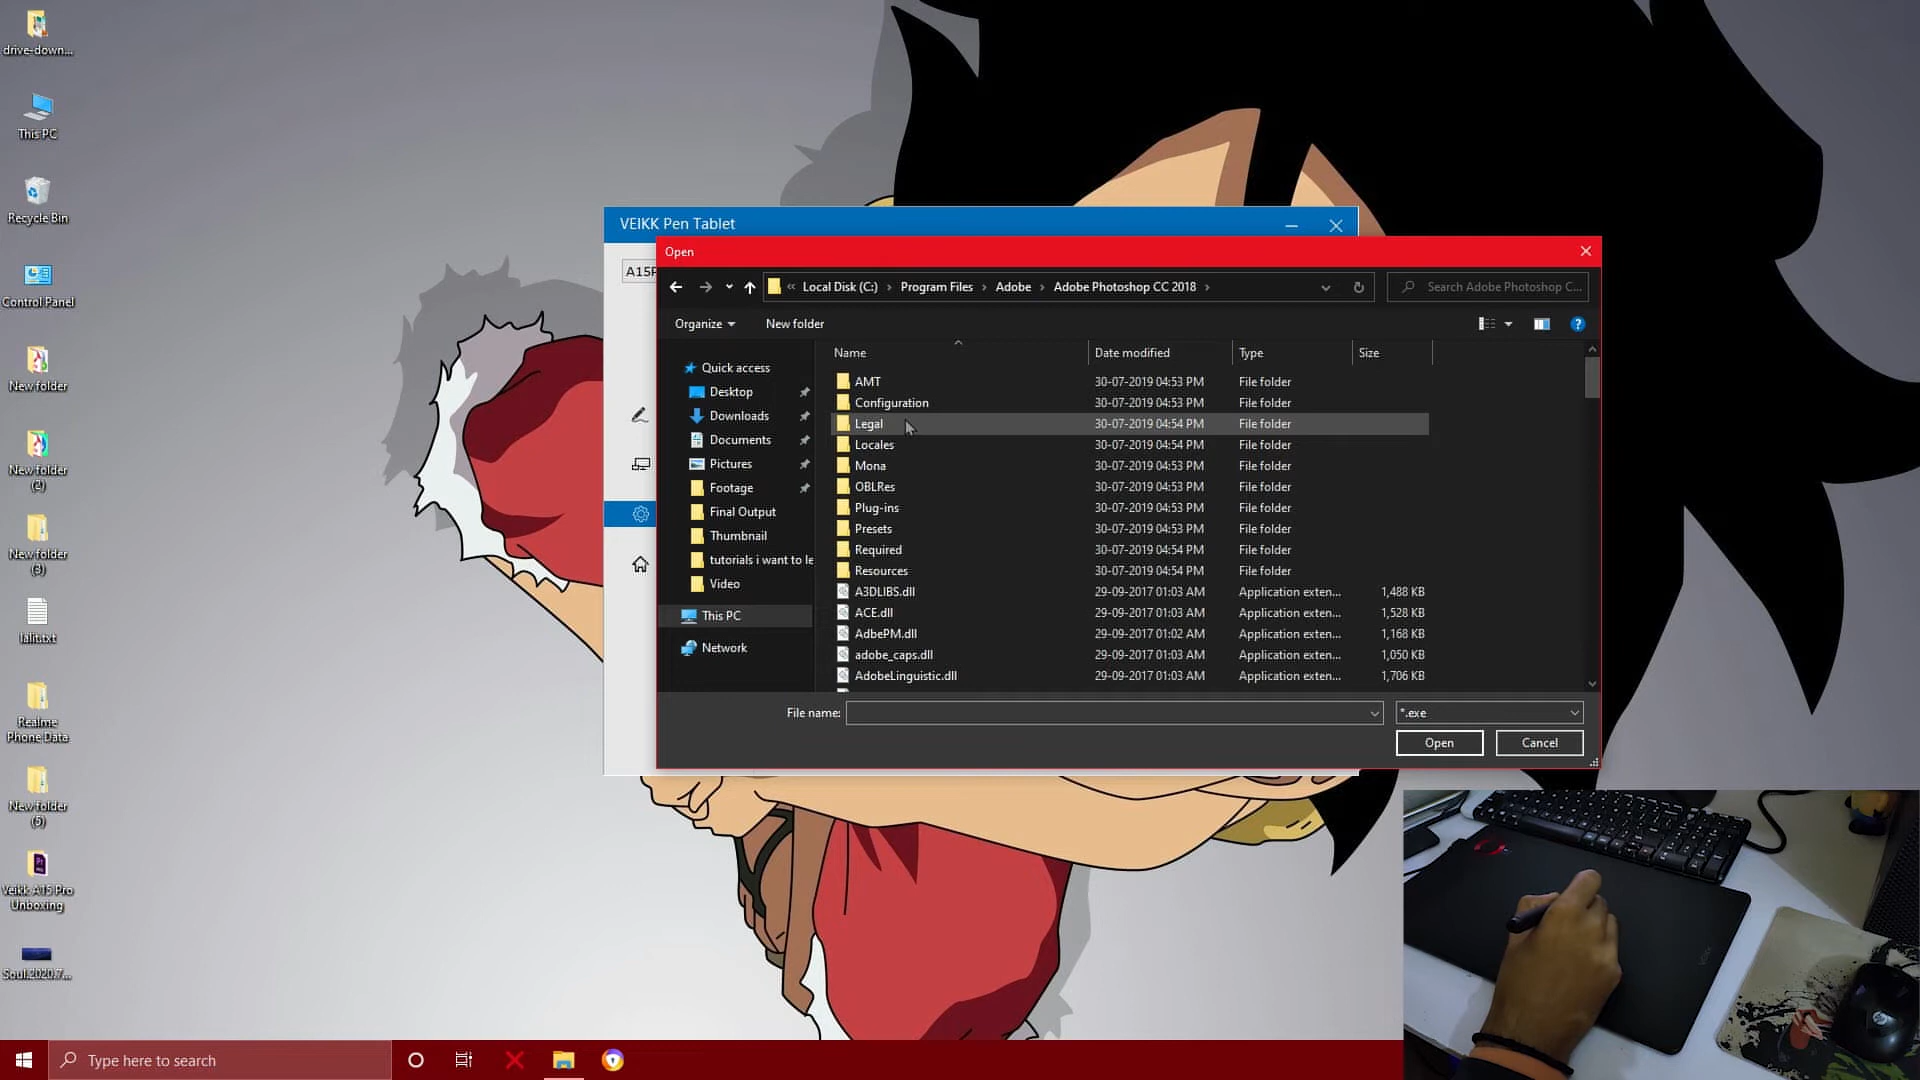 drive-down...
This PC
Recycle Bin
Control Panel
New folder
New folder
(2)
New folder
(3)
lalit.txt
Realme
Phone Data
New folder
(5)
Veikk A15 Pro
Unboxing
Soul.2020.7...
VEIKK Pen Tablet
A15P
Open
« Local Disk (C:) › Program Files › Adobe › Adobe Photoshop CC 2018 ›
Search Adobe Photoshop C...
Organize
New folder
Quick access
Desktop
Downloads
Documents
Pictures
Footage
Final Output
Thumbnail
tutorials i want to le
Video
This PC
Network
Name Date modified Type Size
AMT 30-07-2019 04:53 PM File folder
Configuration 30-07-2019 04:53 PM File folder
Legal 30-07-2019 04:54 PM File folder
Locales 30-07-2019 04:54 PM File folder
Mona 30-07-2019 04:53 PM File folder
OBLRes 30-07-2019 04:53 PM File folder
Plug-ins 30-07-2019 04:53 PM File folder
Presets 30-07-2019 04:53 PM File folder
Required 30-07-2019 04:54 PM File folder
Resources 30-07-2019 04:54 PM File folder
A3DLIBS.dll 29-09-2017 01:03 AM Application exten... 1,488 KB
ACE.dll 29-09-2017 01:03 AM Application exten... 1,528 KB
AdbePM.dll 29-09-2017 01:02 AM Application exten... 1,168 KB
adobe_caps.dll 29-09-2017 01:03 AM Application exten... 1,050 KB
AdobeLinguistic.dll 29-09-2017 01:03 AM Application exten... 1,706 KB
File name:
*.exe
Open
Cancel
VEIKK
Type here to search